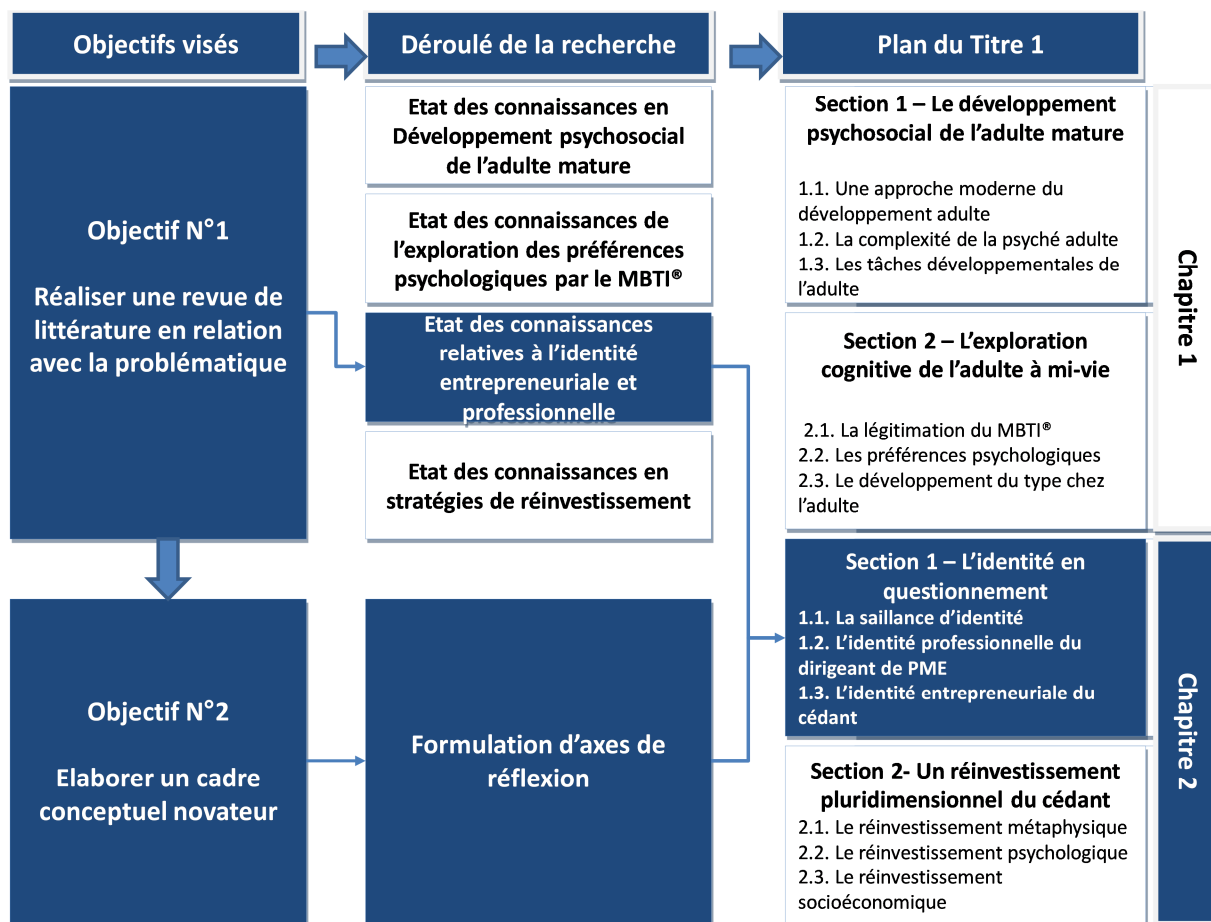 Objectifs visés
Déroulé de la recherche
Plan du Titre 1
Objectif N°1
Réaliser une revue de
littérature en relation
avec la problématique
Objectif N°2
Elaborer un cadre
conceptuel novateur
Etat des connaissances en
Développement psychosocial
de l’adulte mature
Etat des connaissances de
l’exploration des préférences
psychologiques par le MBTI®
Etat des connaissances
relatives à l’identité
entrepreneuriale et
professionnelle
Etat des connaissances en
stratégies de réinvestissement
Formulation d’axes de
réflexion
Section 1 – Le développement
psychosocial de l’adulte mature
1.1. Une approche moderne du
développement adulte
1.2. La complexité de la psyché adulte
1.3. Les tâches développementales de
l’adulte
Section 2 – L’exploration
cognitive de l’adulte à mi-vie
2.1. La légitimation du MBTI®
2.2. Les préférences psychologiques
2.3. Le développement du type chez
l’adulte
Chapitre 1
Section 1 – L’identité en
questionnement
1.1. La saillance d’identité
1.2. L’identité professionnelle du
dirigeant de PME
1.3. L’identité entrepreneuriale du
cédant
Section 2- Un réinvestissement
pluridimensionnel du cédant
2.1. Le réinvestissement métaphysique
2.2. Le réinvestissement psychologique
2.3. Le réinvestissement
socioéconomique
Chapitre 2